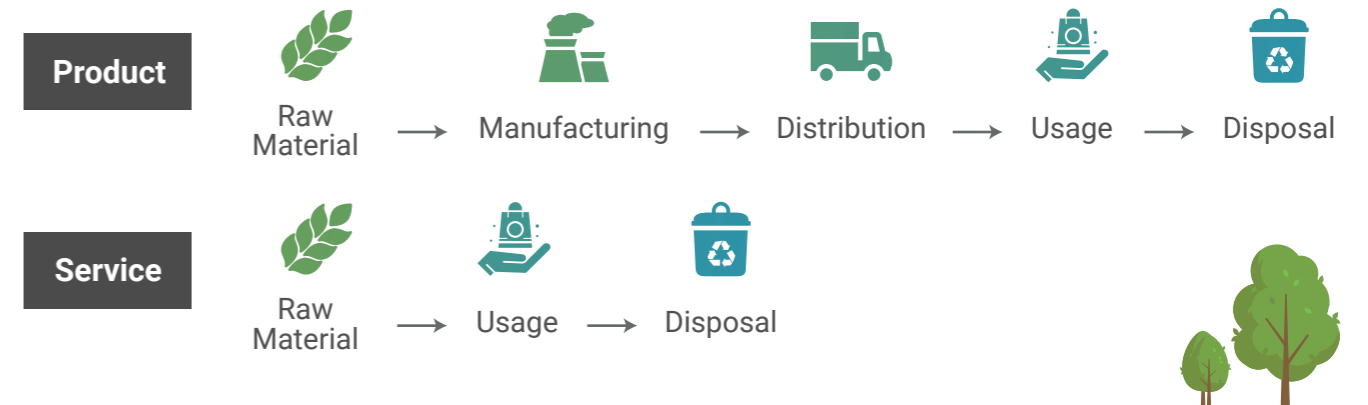 Product
Raw
Material
Manufacturing
Distribution
Usage
Disposal
Service
Raw
Material
Usage
Disposal